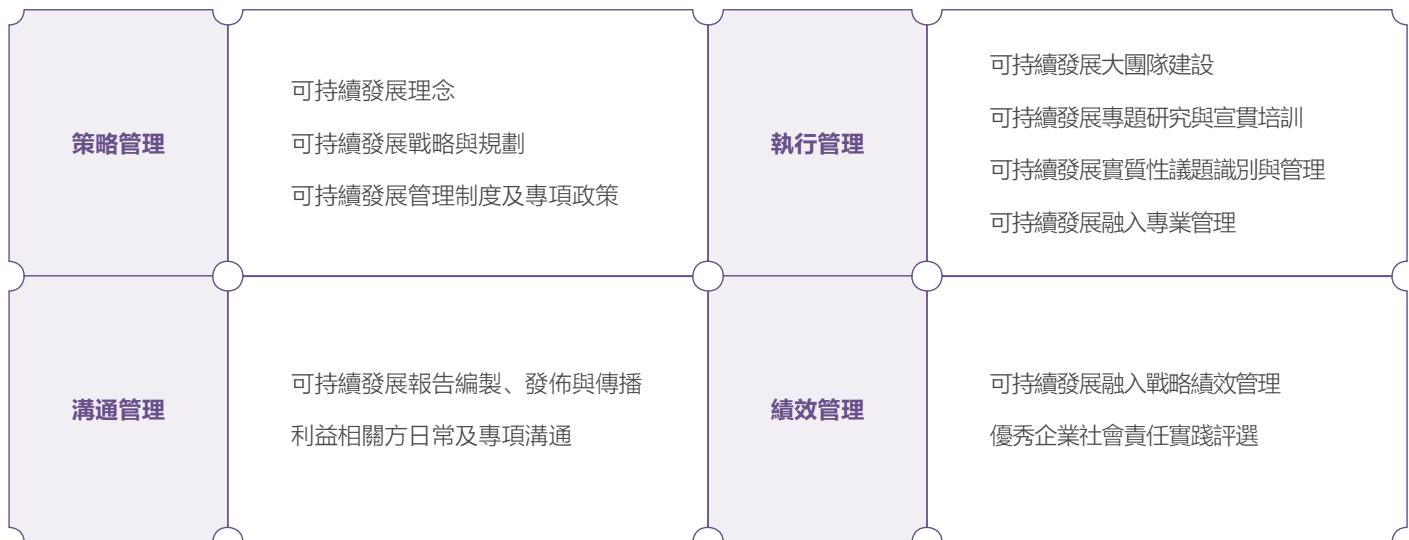 策略管理
可持續發展理念
可持續發展戰略與規劃
可持續發展管理制度及專項政策
執行管理
可持續發展大團隊建設
可持續發展專題研究與宣貫培訓
可持續發展實質性議題識別與管理
可持續發展融入專業管理
溝通管理
可持續發展報告編製、發佈與傳播
利益相關方日常及專項溝通
績效管理
可持續發展融入戰略績效管理
優秀企業社會責任實踐評選